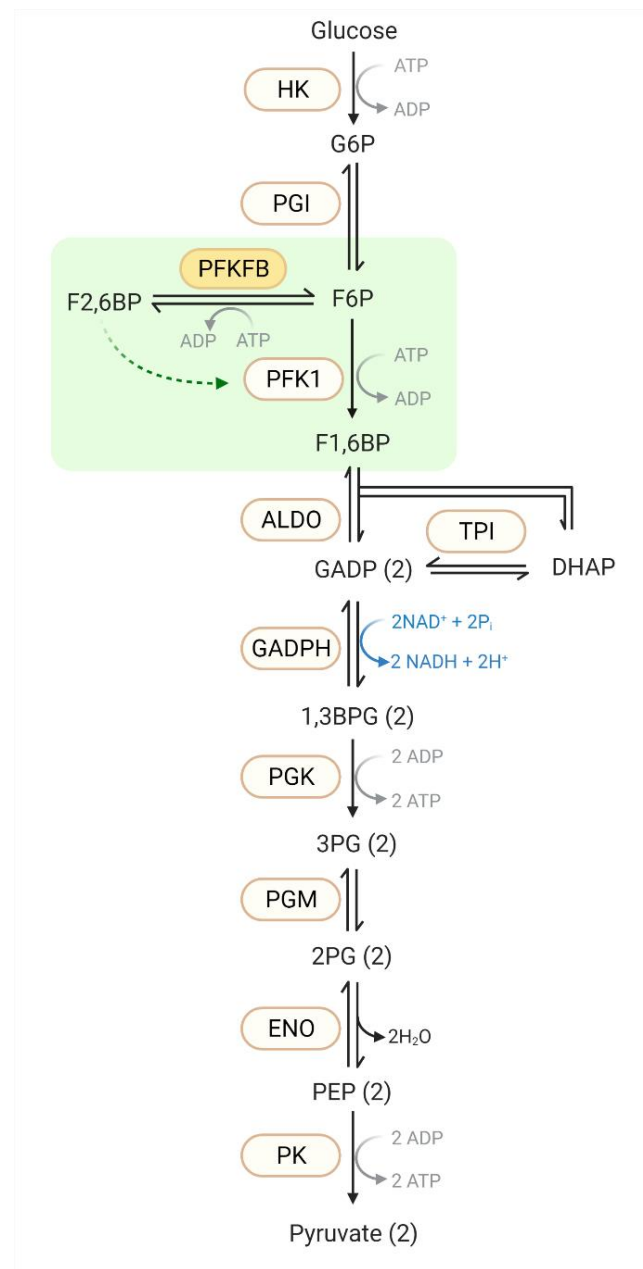 Glucose
ATP
HK
ADP
G6P
PGI
PFKFB
F2,6BP
F6P
ADP ATP
ATP
PFK1
ADP
F1,6BP
ALDO
TPI
GADP (2)
DHAP
2NAD⁺ + 2Pᵢ
GADPH
2 NADH + 2H⁺
1,3BPG (2)
2 ADP
PGK
2 ATP
3PG (2)
PGM
2PG (2)
ENO
2H₂O
PEP (2)
2 ADP
PK
2 ATP
Pyruvate (2)